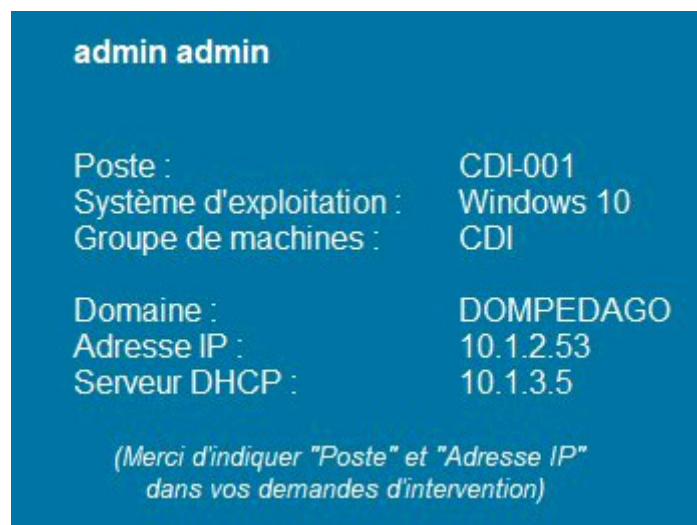 admin admin
Poste : CDI-001
Système d'exploitation : Windows 10
Groupe de machines : CDI
Domaine : DOMPEDAGO
Adresse IP : 10.1.2.53
Serveur DHCP : 10.1.3.5
(Merci d'indiquer "Poste" et "Adresse IP"
dans vos demandes d'intervention)